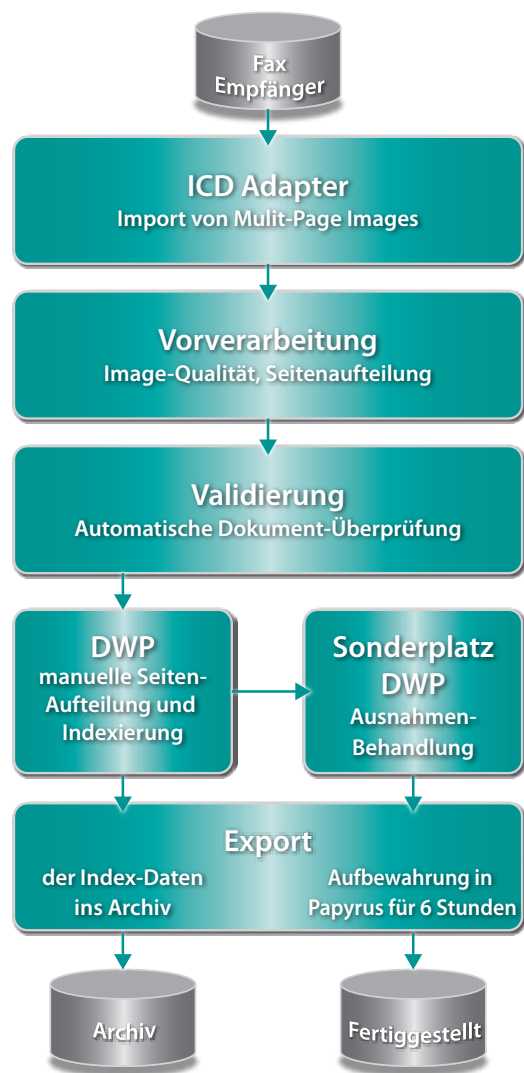 Fax
Empfänger
ICD Adapter
Import von Mulit-Page Images
Vorverarbeitung
Image-Qualität, Seitenaufteilung
Validierung
Automatische Dokument-Überprüfung
DWP
manuelle Seiten-
Aufteilung und
Indexierung
Sonderplatz
DWP
Ausnahmen-
Behandlung
Export
der Index-Daten
ins Archiv
Aufbewahrung in
Papyrus für 6 Stunden
Archiv
Fertiggestellt